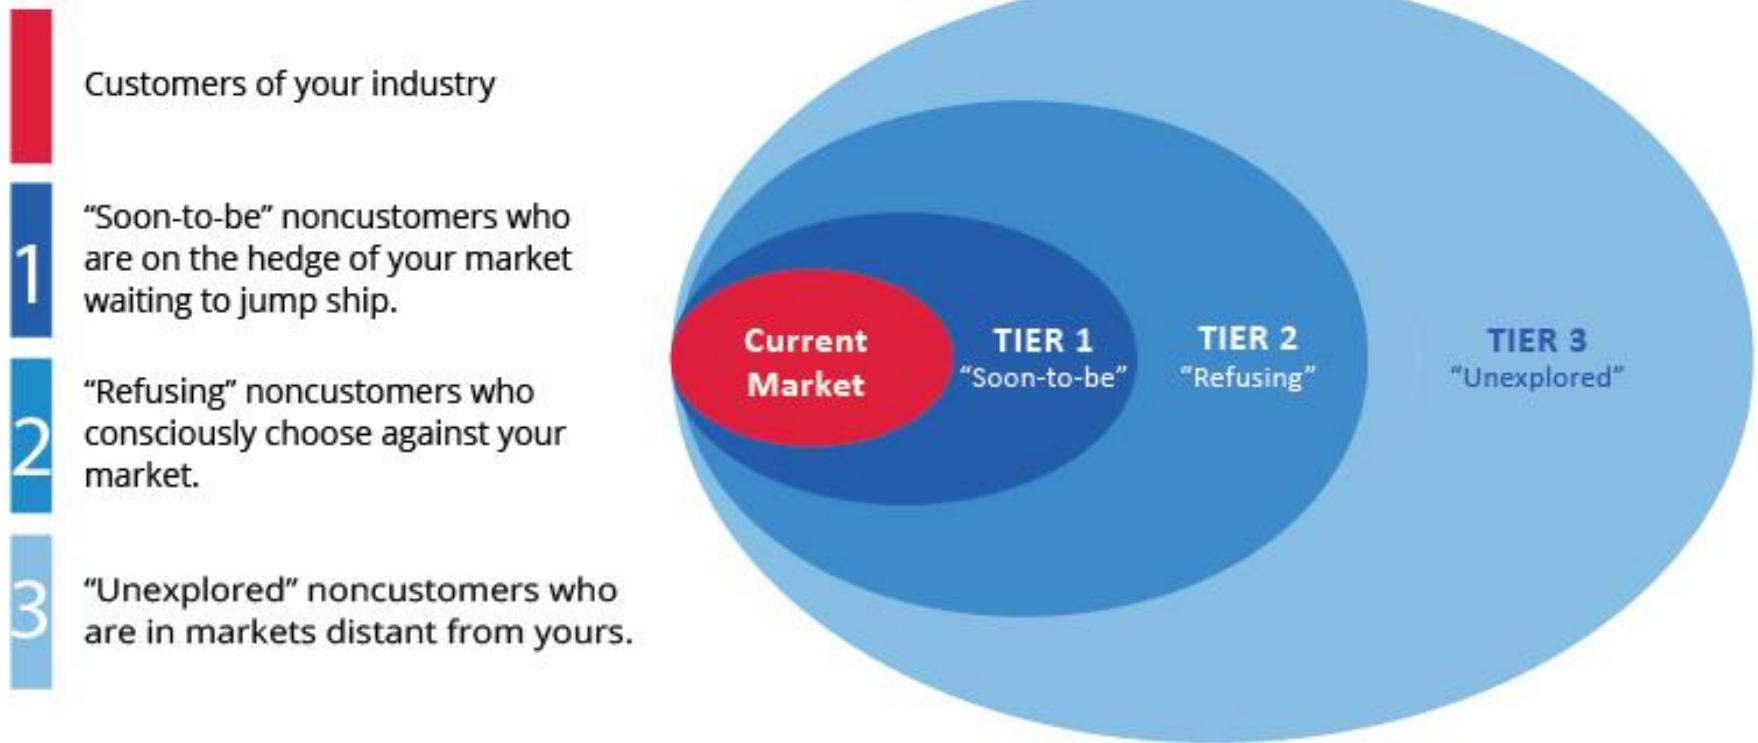 Customers of your industry
1
“Soon-to-be” noncustomers who
are on the hedge of your market
waiting to jump ship.
2
“Refusing” noncustomers who
consciously choose against your
market.
3
“Unexplored” noncustomers who
are in markets distant from yours.
Current
Market
TIER 1
“Soon-to-be”
TIER 2
“Refusing”
TIER 3
“Unexplored”